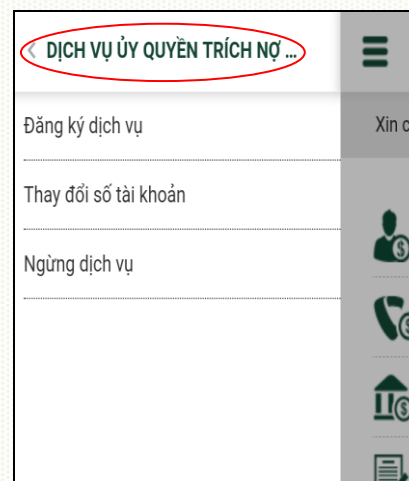 DỊCH VỤ ỦY QUYỀN TRÍCH NỢ ...
Xin c
Đăng ký dịch vụ
Thay đổi số tài khoản
Ngừng dịch vụ